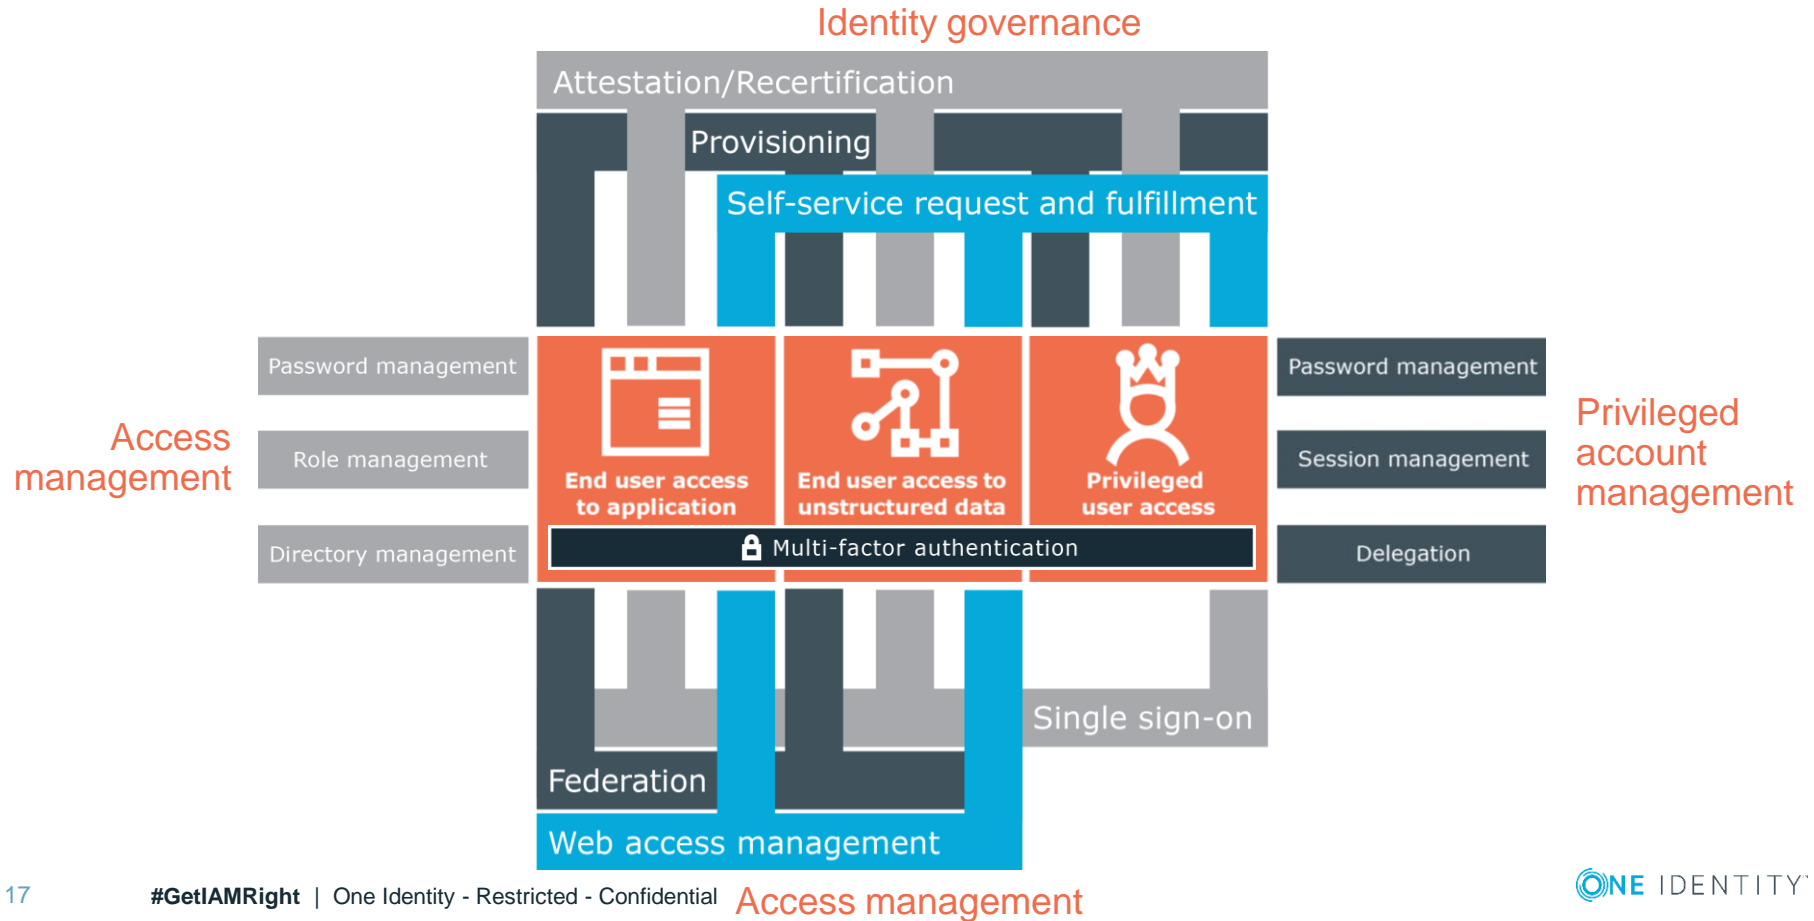 Identity governance
Attestation/Recertification
Provisioning
Self-service request and fulfillment
Password management
Role management
Directory management
Access
management
End user access
to application
End user access to
unstructured data
Privileged
user access
Multi-factor authentication
Password management
Session management
Delegation
Privileged
account
management
Single sign-on
Federation
Web access management
Access management
17
#GetIAMRight | One Identity - Restricted - Confidential
ONE IDENTITY